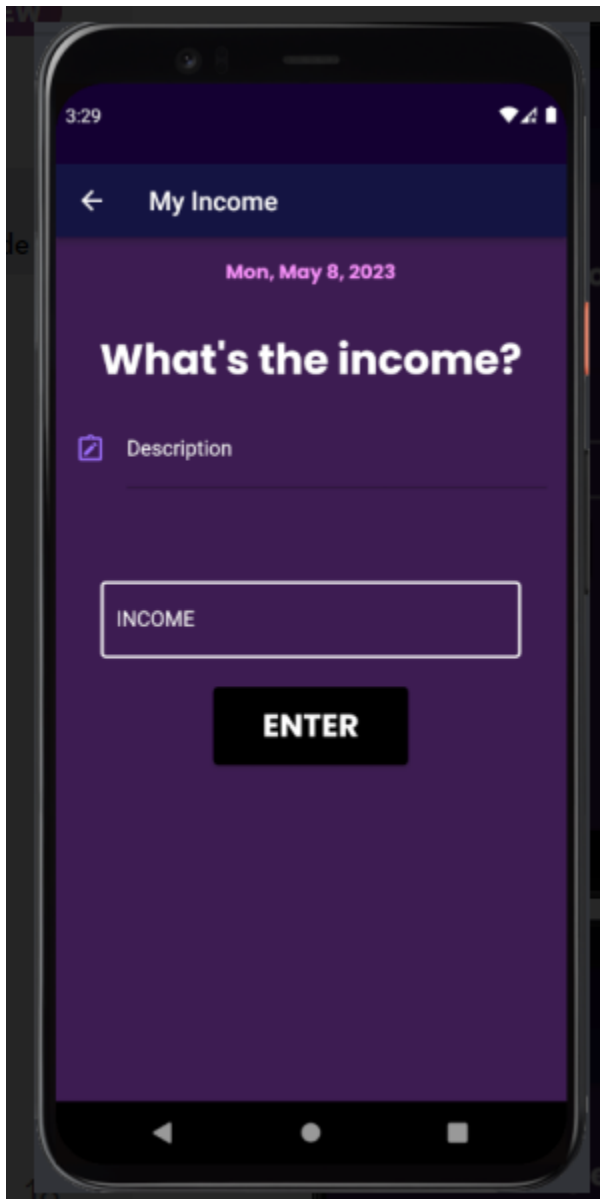 3:29
My Income
Mon, May 8, 2023
What's the income?
Description
INCOME
ENTER